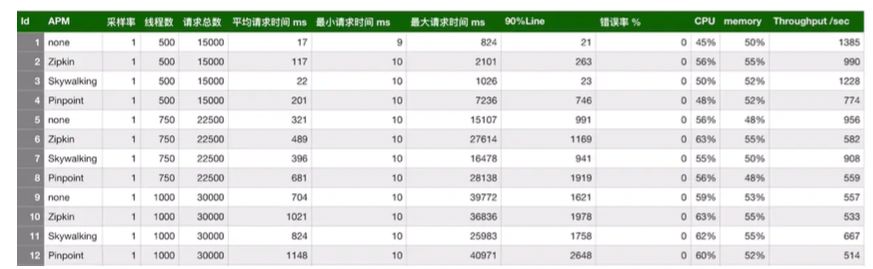 Id APM 采样率 线程数 请求总数 平均请求时间 ms 最小请求时间 ms 最大请求时间 ms 90%Line 错误率 % CPU memory Throughput /sec
1 none 1 500 15000 17 9 824 21 0 45% 50% 1385
2 Zipkin 1 500 15000 117 10 2101 263 0 56% 55% 990
3 Skywalking 1 500 15000 22 10 1026 23 0 50% 52% 1228
4 Pinpoint 1 500 15000 201 10 7236 746 0 48% 52% 774
5 none 1 750 22500 321 10 15107 991 0 56% 48% 956
6 Zipkin 1 750 22500 489 10 27614 1169 0 63% 55% 582
7 Skywalking 1 750 22500 396 10 16478 941 0 55% 50% 908
8 Pinpoint 1 750 22500 681 10 28138 1919 0 56% 48% 559
9 none 1 1000 30000 704 10 39772 1621 0 59% 53% 557
10 Zipkin 1 1000 30000 1021 10 36836 1978 0 63% 55% 533
11 Skywalking 1 1000 30000 824 10 25983 1758 0 62% 55% 667
12 Pinpoint 1 1000 30000 1148 10 40971 2648 0 60% 52% 514